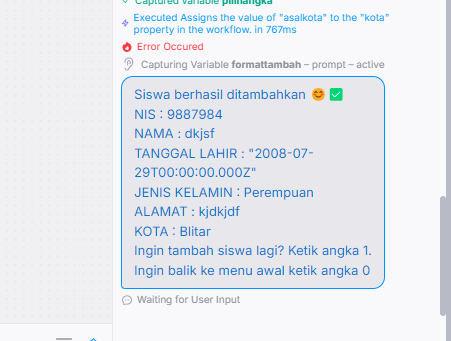 Captured Variable pilihangka
Executed Assigns the value of "asalkota" to the "kota"
property in the workflow. in 767ms
Error Occured
Capturing Variable formattambah – prompt – active
Siswa berhasil ditambahkan 😊 ✅
NIS : 9887984
NAMA : dkjsf
TANGGAL LAHIR : "2008-07-
29T00:00:00.000Z"
JENIS KELAMIN : Perempuan
ALAMAT : kjdkjdf
KOTA : Blitar
Ingin tambah siswa lagi? Ketik angka 1.
Ingin balik ke menu awal ketik angka 0
Waiting for User Input